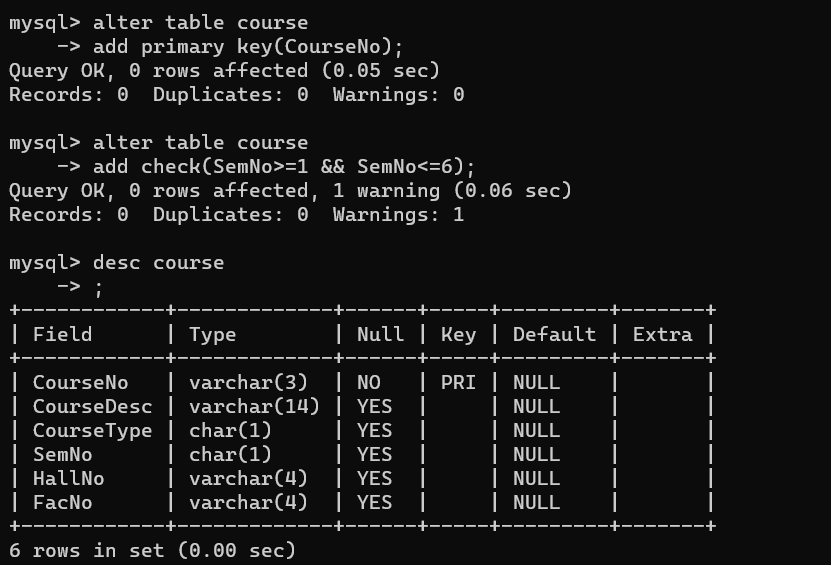 mysql> alter table course
    -> add primary key(CourseNo);
Query OK, 0 rows affected (0.05 sec)
Records: 0  Duplicates: 0  Warnings: 0

mysql> alter table course
    -> add check(SemNo>=1 && SemNo<=6);
Query OK, 0 rows affected, 1 warning (0.06 sec)
Records: 0  Duplicates: 0  Warnings: 1

mysql> desc course
    -> ;
+------------+-------------+------+-----+---------+-------+
| Field      | Type        | Null | Key | Default | Extra |
+------------+-------------+------+-----+---------+-------+
| CourseNo   | varchar(3)  | NO   | PRI | NULL    |       |
| CourseDesc | varchar(14) | YES  |     | NULL    |       |
| CourseType | char(1)     | YES  |     | NULL    |       |
| SemNo      | char(1)     | YES  |     | NULL    |       |
| HallNo     | varchar(4)  | YES  |     | NULL    |       |
| FacNo      | varchar(4)  | YES  |     | NULL    |       |
+------------+-------------+------+-----+---------+-------+
6 rows in set (0.00 sec)